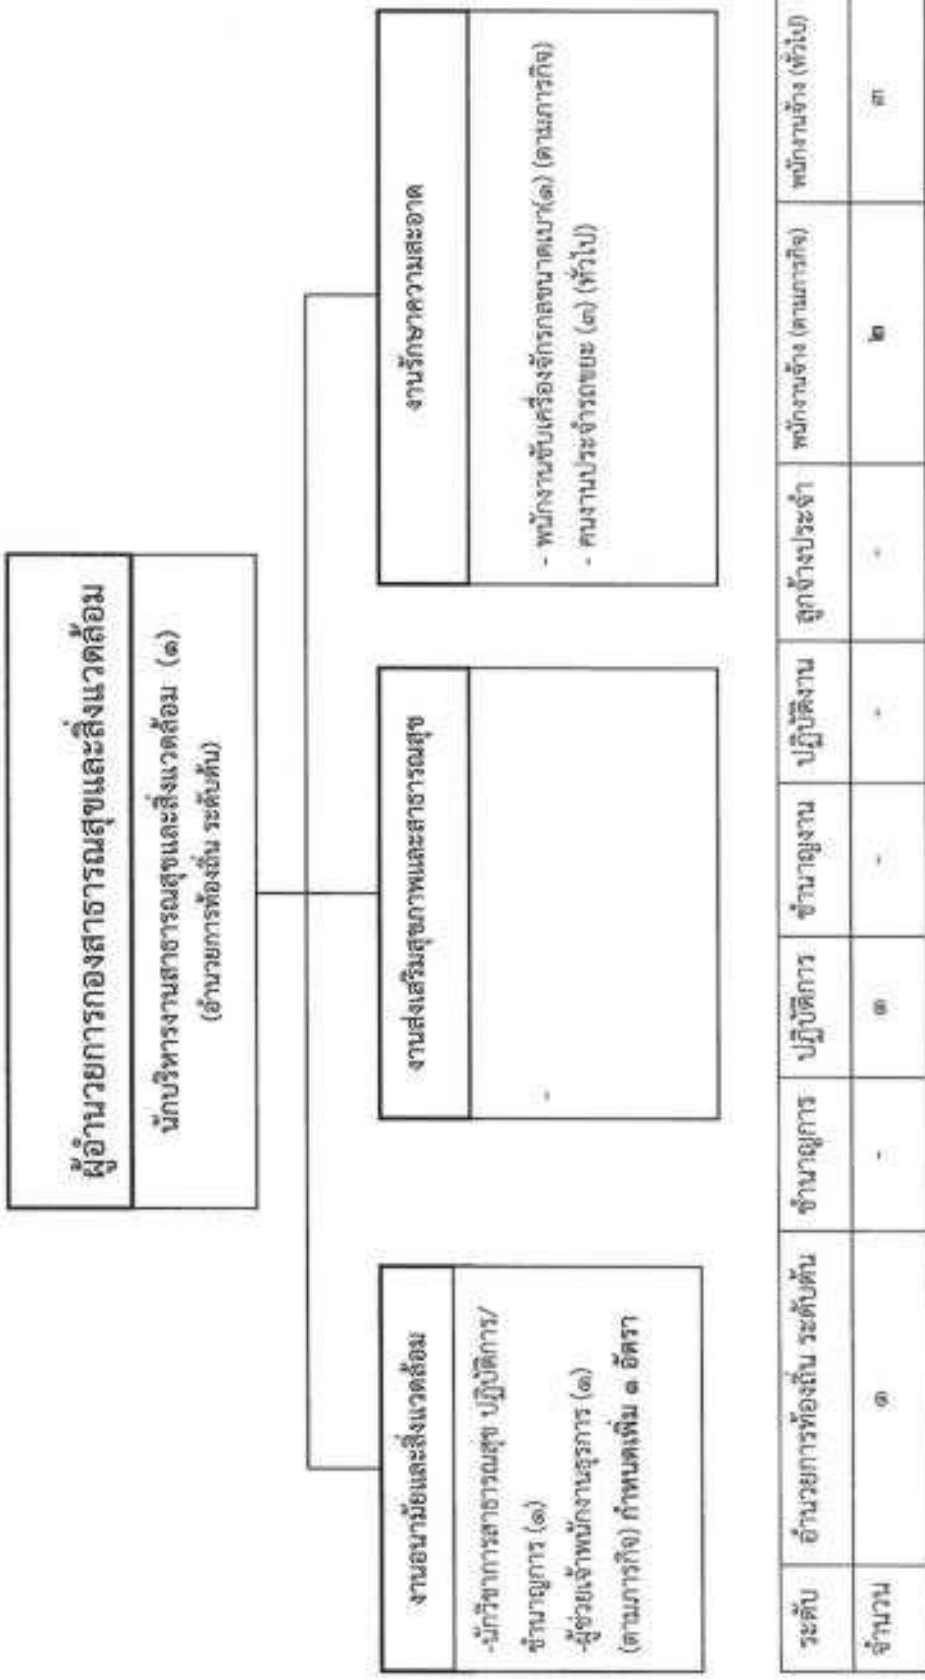 ผู้อำนวยการกองสาธารณสุขและสิ่งแวดล้อม
นักบริหารงานสาธารณสุขและสิ่งแวดล้อม (๑)
(อำนวยการท้องถิ่น ระดับต้น)
งานอนามัยและสิ่งแวดล้อม
-นักวิชาการสาธารณสุข ปฏิบัติการ/
ชำนาญการ (๑)
-ผู้ช่วยเจ้าพนักงานธุรการ (๑)
(ตามภารกิจ) กำหนดเพิ่ม ๑ อัตรา
งานส่งเสริมสุขภาพและสาธารณสุข
-
งานรักษาความสะอาด
- พนักงานขับเครื่องจักรกลขนาดเบา(๑) (ตามภารกิจ)
- คนงานประจำรถขยะ (๓) (ทั่วไป)
ระดับ อำนวยการท้องถิ่น ระดับต้น ชำนาญการ ปฏิบัติการ ชำนาญงาน ปฏิบัติงาน ลูกจ้างประจำ พนักงานจ้าง (ตามภารกิจ) พนักงานจ้าง (ทั่วไป)
จำนวน ๑ - ๑ - - - ๒ ๓